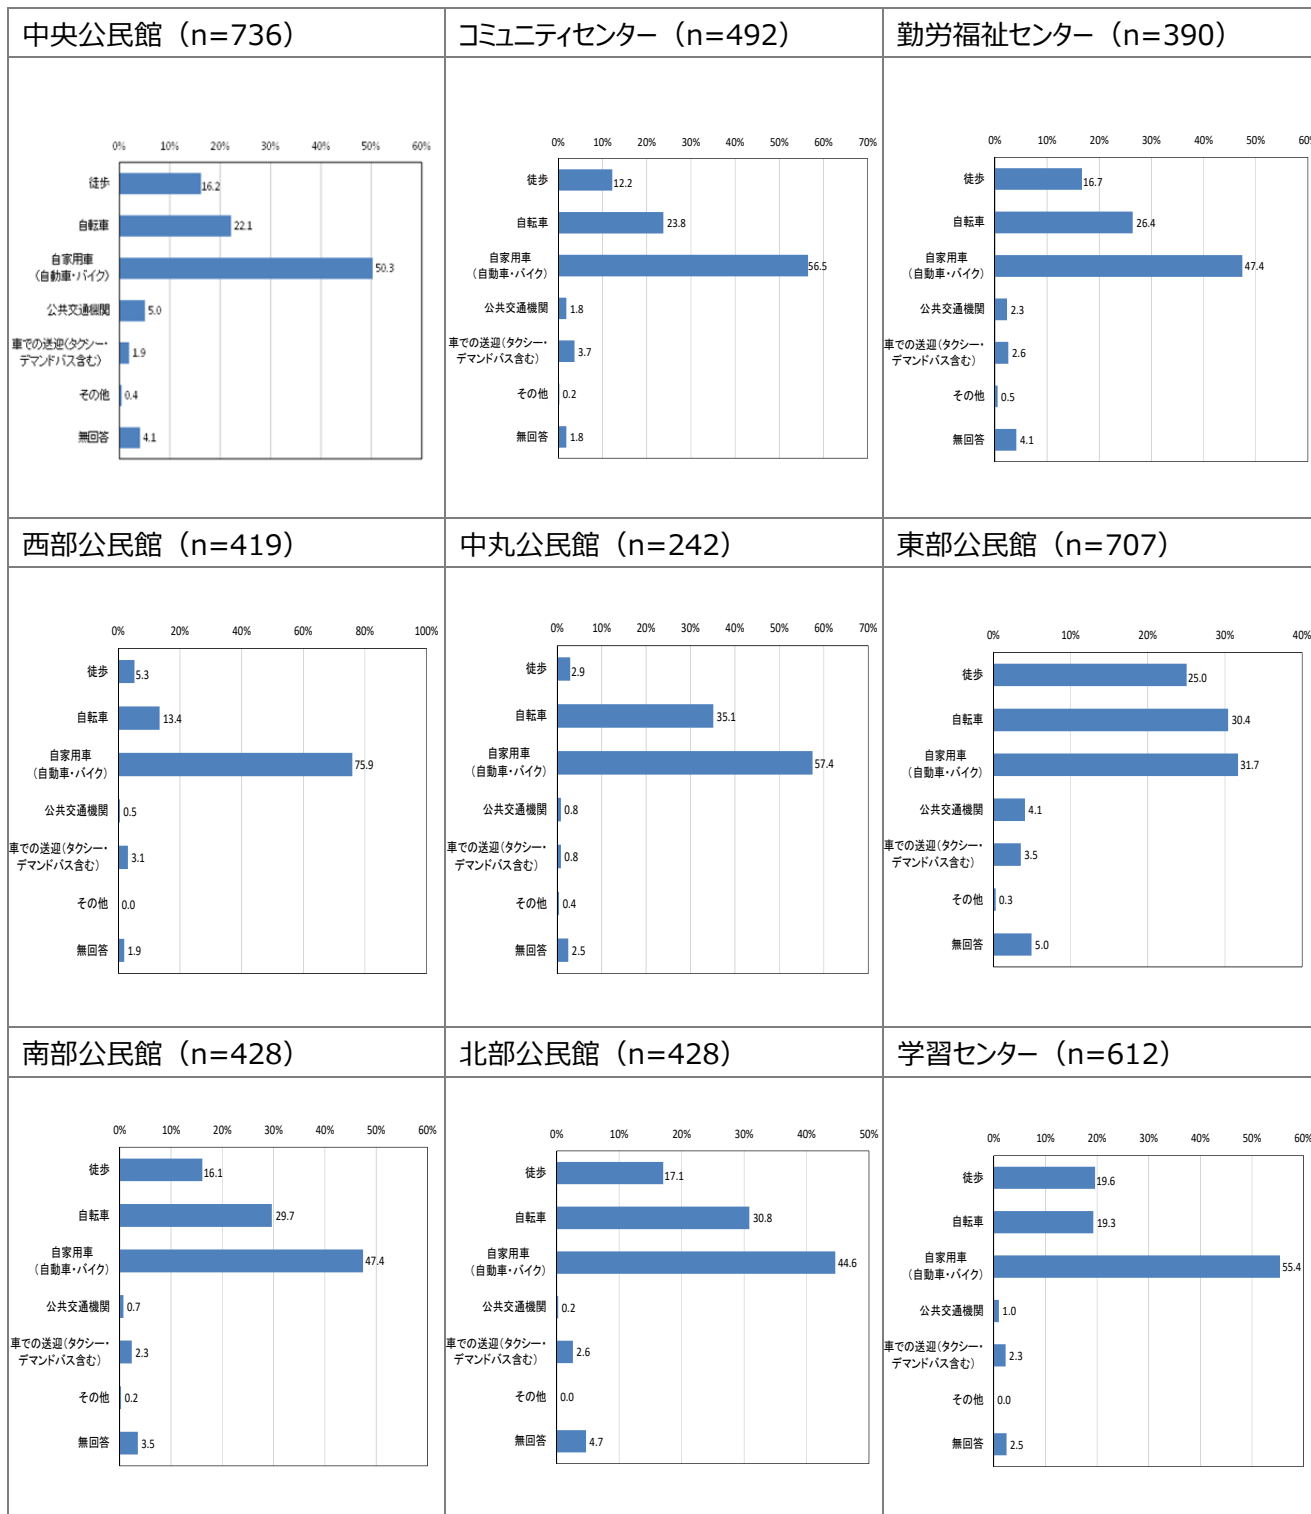 中央公民館（n=736）
0% 10% 20% 30% 40% 50% 60%
徒歩 16.2
自転車 22.1
自家用車
（自動車・バイク） 50.3
公共交通機関 5.0
車での送迎（タクシー・
デマンドバス含む） 1.9
その他 0.4
無回答 4.1
コミュニティセンター（n=492）
0% 10% 20% 30% 40% 50% 60% 70%
徒歩 12.2
自転車 23.8
自家用車
（自動車・バイク） 56.5
公共交通機関 1.8
車での送迎（タクシー・
デマンドバス含む） 3.7
その他 0.2
無回答 1.8
勤労福祉センター（n=390）
0% 10% 20% 30% 40% 50% 60%
徒歩 16.7
自転車 26.4
自家用車
（自動車・バイク） 47.4
公共交通機関 2.3
車での送迎（タクシー・
デマンドバス含む） 2.6
その他 0.5
無回答 4.1
西部公民館（n=419）
0% 20% 40% 60% 80% 100%
徒歩 5.3
自転車 13.4
自家用車
（自動車・バイク） 75.9
公共交通機関 0.5
車での送迎（タクシー・
デマンドバス含む） 3.1
その他 0.0
無回答 1.9
中丸公民館（n=242）
0% 10% 20% 30% 40% 50% 60% 70%
徒歩 2.9
自転車 35.1
自家用車
（自動車・バイク） 57.4
公共交通機関 0.8
車での送迎（タクシー・
デマンドバス含む） 0.8
その他 0.4
無回答 2.5
東部公民館（n=707）
0% 10% 20% 30% 40%
徒歩 25.0
自転車 30.4
自家用車
（自動車・バイク） 31.7
公共交通機関 4.1
車での送迎（タクシー・
デマンドバス含む） 3.5
その他 0.3
無回答 5.0
南部公民館（n=428）
0% 10% 20% 30% 40% 50% 60%
徒歩 16.1
自転車 29.7
自家用車
（自動車・バイク） 47.4
公共交通機関 0.7
車での送迎（タクシー・
デマンドバス含む） 2.3
その他 0.2
無回答 3.5
北部公民館（n=428）
0% 10% 20% 30% 40% 50%
徒歩 17.1
自転車 30.8
自家用車
（自動車・バイク） 44.6
公共交通機関 0.2
車での送迎（タクシー・
デマンドバス含む） 2.6
その他 0.0
無回答 4.7
学習センター（n=612）
0% 10% 20% 30% 40% 50% 60%
徒歩 19.6
自転車 19.3
自家用車
（自動車・バイク） 55.4
公共交通機関 1.0
車での送迎（タクシー・
デマンドバス含む） 2.3
その他 0.0
無回答 2.5